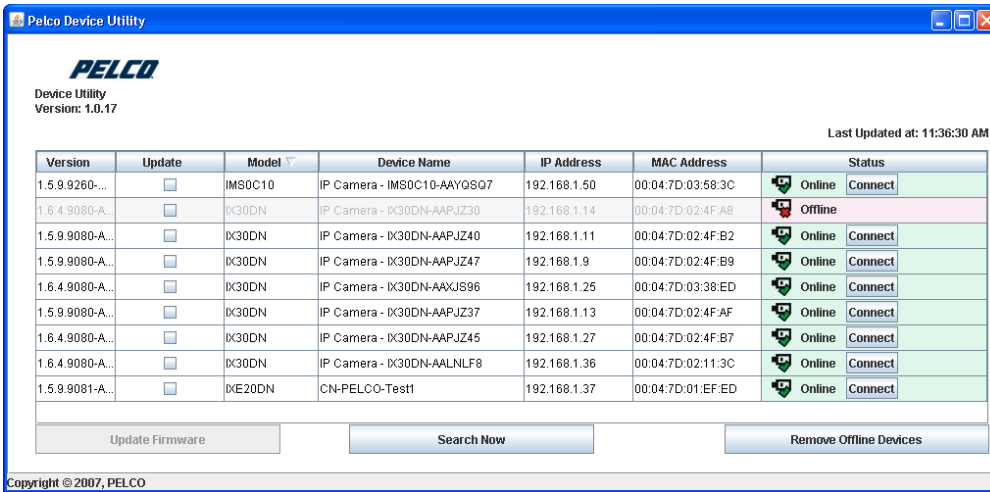 Pelco Device Utility
PELCO
Device Utility
Version: 1.0.17
Last Updated at: 11:36:30 AM
Version Update Model Device Name IP Address MAC Address Status
1.5.9.9260-... IMS0C10 IP Camera - IMS0C10-AAYQSQ7 192.168.1.50 00:04:7D:03:58:3C Online Connect
1.6.4.9080-A... IX30DN IP Camera - IX30DN-AAPJZ30 192.168.1.14 00:04:7D:02:4F:A8 Offline
1.5.9.9080-A... IX30DN IP Camera - IX30DN-AAPJZ40 192.168.1.11 00:04:7D:02:4F:B2 Online Connect
1.5.9.9080-A... IX30DN IP Camera - IX30DN-AAPJZ47 192.168.1.9 00:04:7D:02:4F:B9 Online Connect
1.6.4.9080-A... IX30DN IP Camera - IX30DN-AAXJS96 192.168.1.25 00:04:7D:03:38:ED Online Connect
1.5.9.9080-A... IX30DN IP Camera - IX30DN-AAPJZ37 192.168.1.13 00:04:7D:02:4F:AF Online Connect
1.6.4.9080-A... IX30DN IP Camera - IX30DN-AAPJZ45 192.168.1.27 00:04:7D:02:4F:B7 Online Connect
1.6.4.9080-A... IX30DN IP Camera - IX30DN-AALNLF8 192.168.1.36 00:04:7D:02:11:3C Online Connect
1.5.9.9081-A... IXE20DN CN-PELCO-Test1 192.168.1.37 00:04:7D:01:EF:ED Online Connect
Update Firmware Search Now Remove Offline Devices
Copyright © 2007, PELCO